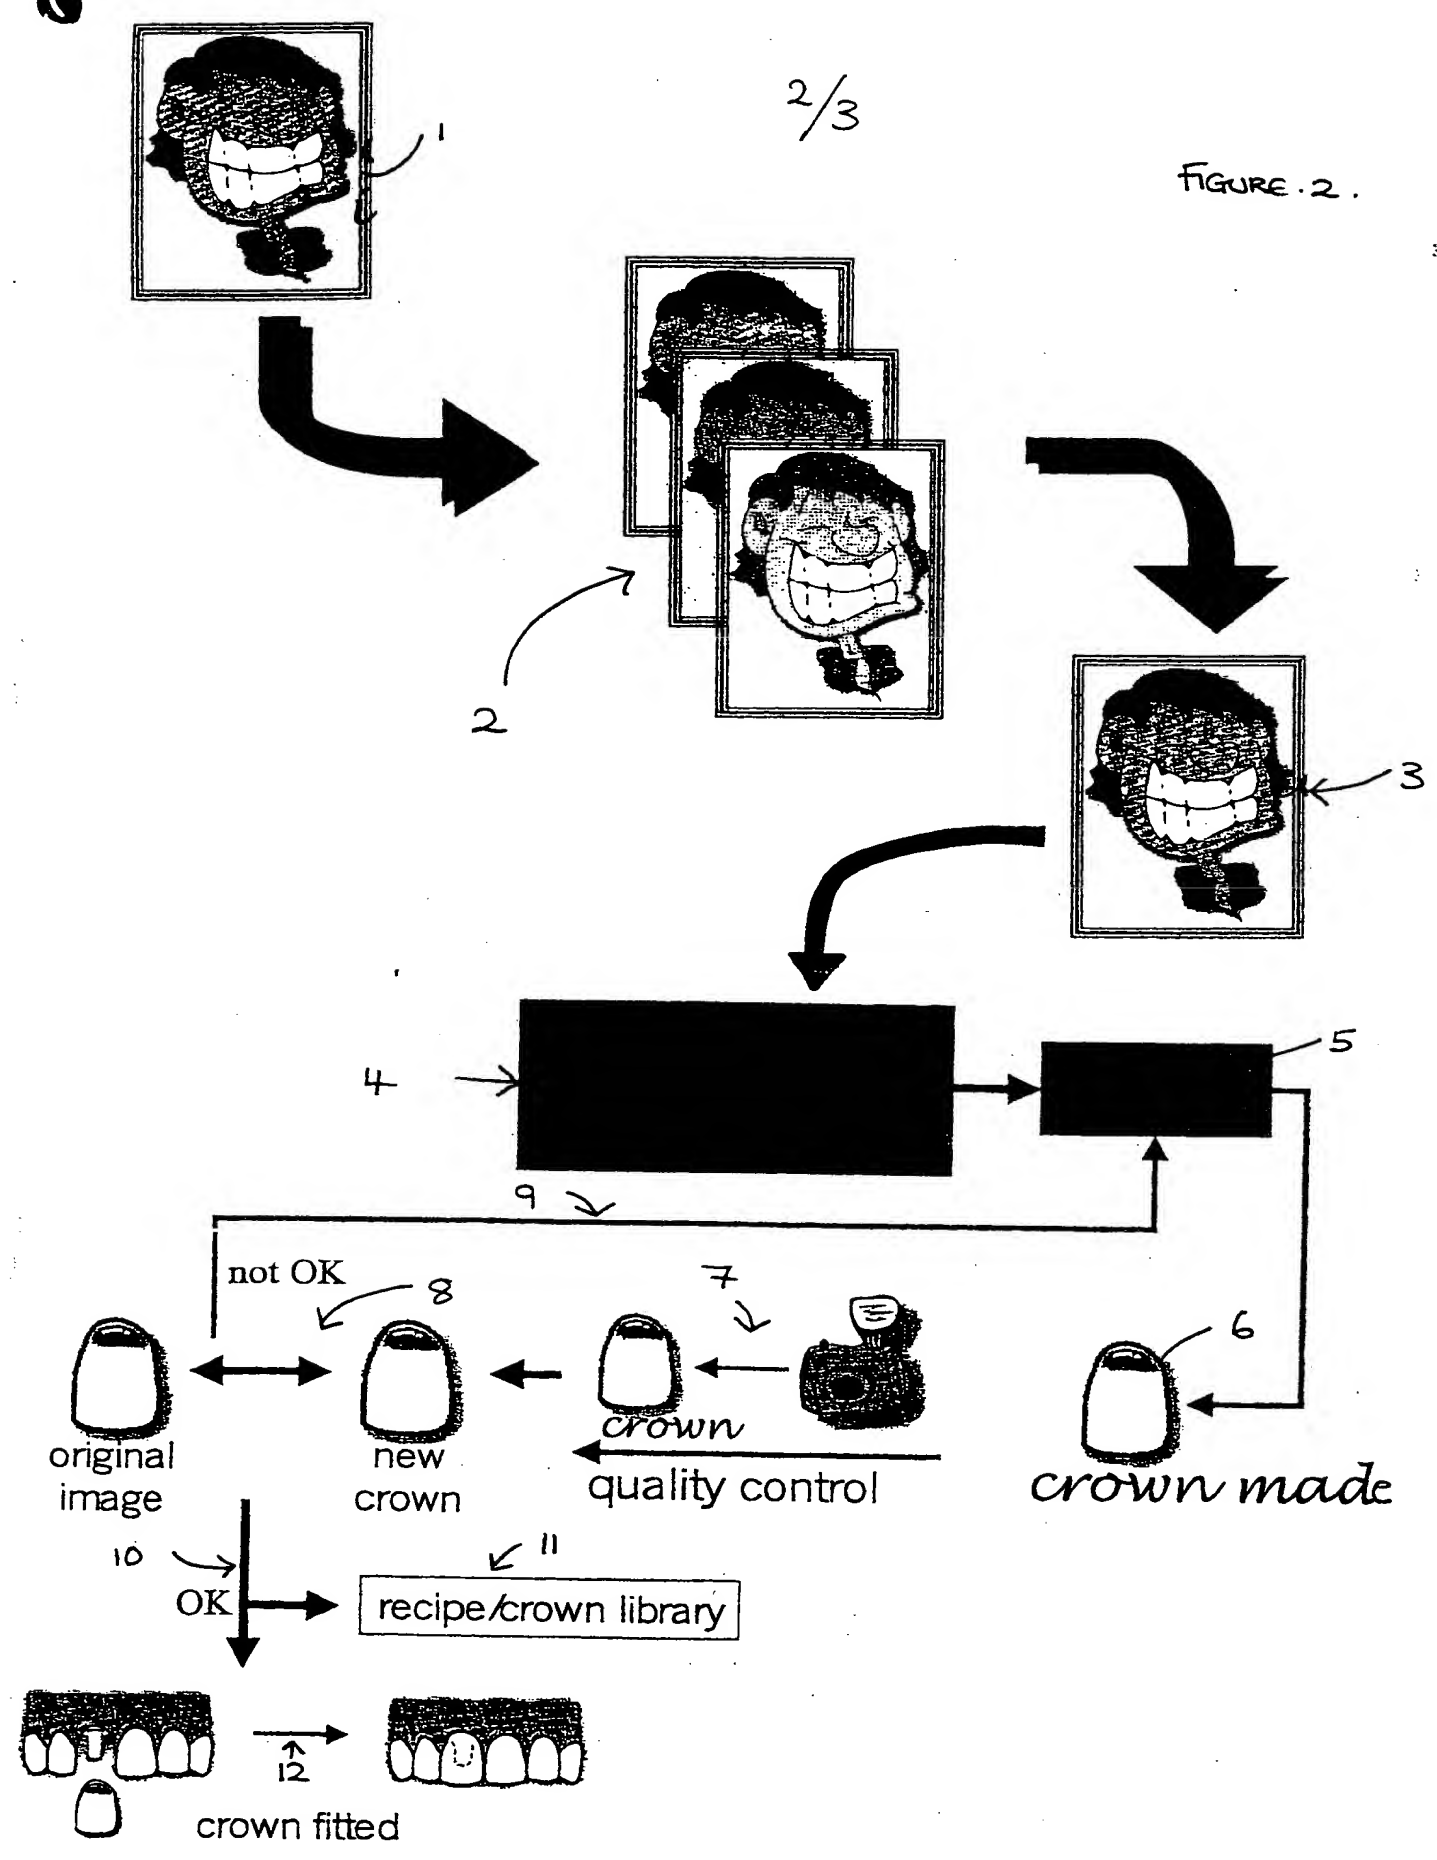 2/3
1
FIGURE.2.
2
3
4
5
9
not OK
8
7
6
original
image
new
crown
crown
quality control
crown made
10
OK
11
recipe/crown library
12
crown fitted